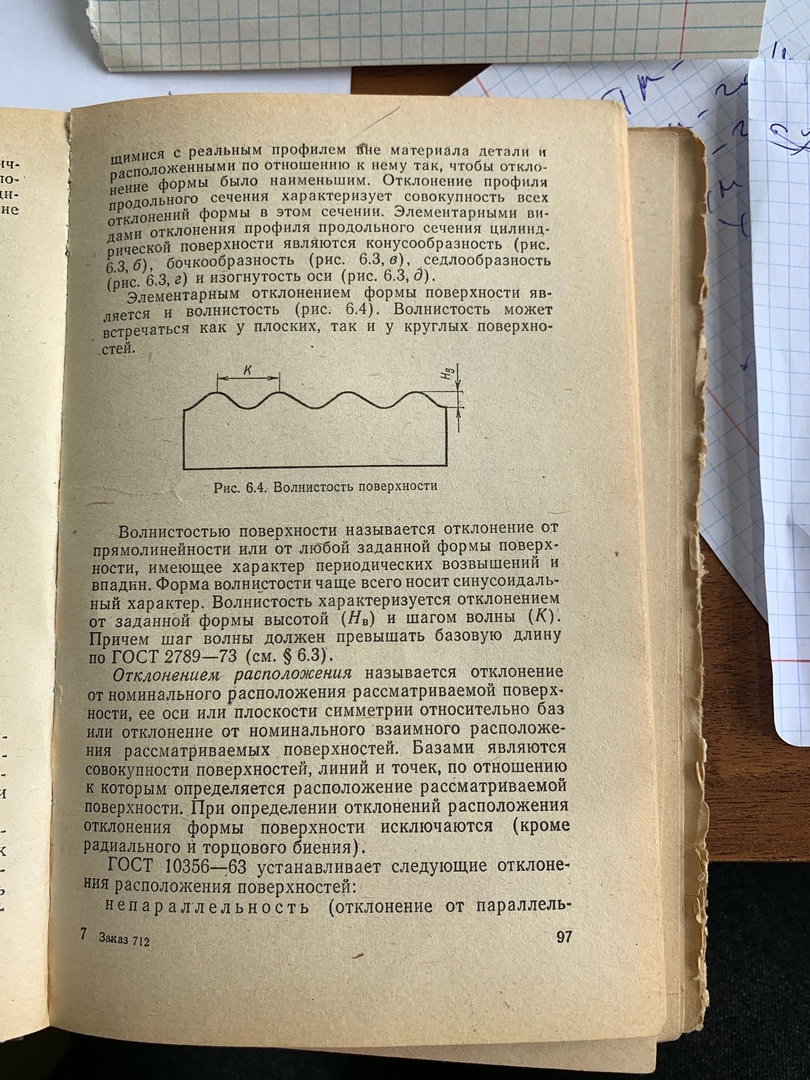 щимися с реальным профилем вне материала детали и
расположенными по отношению к нему так, чтобы откло-
нение формы было наименьшим. Отклонение профиля
продольного сечения характеризует совокупность всех
отклонений формы в этом сечении. Элементарными ви-
дами отклонения профиля продольного сечения цилинд-
рической поверхности являются конусообразность (рис.
6.3, б), бочкообразность (рис. 6.3, в), седлообразность
(рис. 6.3, г) и изогнутость оси (рис. 6.3, д).
Элементарным отклонением формы поверхности яв-
ляется и волнистость (рис. 6.4). Волнистость может
встречаться как у плоских, так и у круглых поверхно-
стей.
К
Нв
Рис. 6.4. Волнистость поверхности
Волнистостью поверхности называется отклонение от
прямолинейности или от любой заданной формы поверх-
ности, имеющее характер периодических возвышений и
впадин. Форма волнистости чаще всего носит синусоидаль-
ный характер. Волнистость характеризуется отклонением
от заданной формы высотой (Нв) и шагом волны (К).
Причем шаг волны должен превышать базовую длину
по ГОСТ 2789—73 (см. § 6.3).
Отклонением расположения называется отклонение
от номинального расположения рассматриваемой поверх-
ности, ее оси или плоскости симметрии относительно баз
или отклонение от номинального взаимного расположе-
ния рассматриваемых поверхностей. Базами являются
совокупности поверхностей, линий и точек, по отношению
к которым определяется расположение рассматриваемой
поверхности. При определении отклонений расположения
отклонения формы поверхности исключаются (кроме
радиального и торцового биения).
ГОСТ 10356—63 устанавливает следующие отклоне-
ния расположения поверхностей:
непараллельность (отклонение от параллель-
7 Заказ 712
97